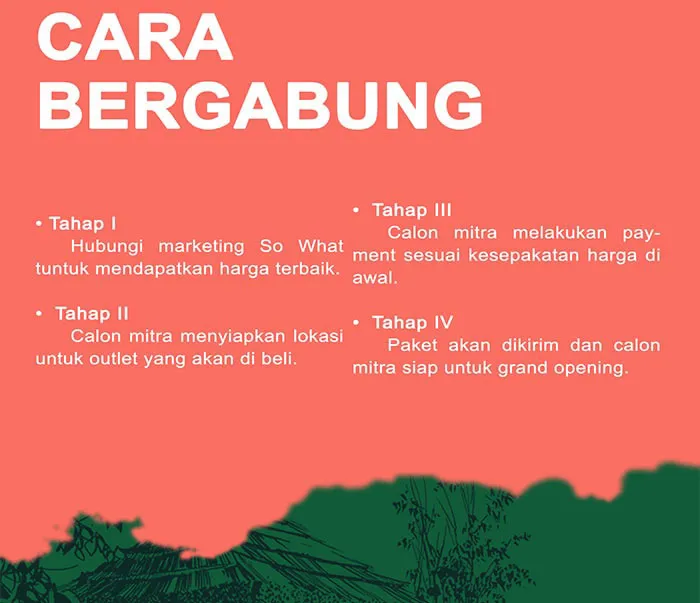 CARA
BERGABUNG
• Tahap I
Hubungi marketing So What
tuntuk mendapatkan harga terbaik.
• Tahap II
Calon mitra menyiapkan lokasi
untuk outlet yang akan di beli.
• Tahap III
Calon mitra melakukan pay-
ment sesuai kesepakatan harga di
awal.
• Tahap IV
Paket akan dikirim dan calon
mitra siap untuk grand opening.